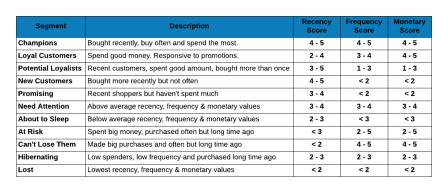 Segment Description Recency Score Frequency Score Monetary Score
Champions Bought recently, buy often and spend the most. 4 - 5 4 - 5 4 - 5
Loyal Customers Spend good money. Responsive to promotions. 2 - 4 3 - 4 4 - 5
Potential Loyalists Recent customers, spent good amount, bought more than once 3 - 5 1 - 3 1 - 3
New Customers Bought more recently but not often 4 - 5 < 2 < 2
Promising Recent shoppers but haven't spent much 3 - 4 < 2 < 2
Need Attention Above average recency, frequency & monetary values 3 - 4 3 - 4 3 - 4
About to Sleep Below average recency, frequency & monetary values 2 - 3 < 3 < 3
At Risk Spent big money, purchased often but long time ago < 3 2 - 5 2 - 5
Can't Lose Them Made big purchases and often but long time ago < 2 4 - 5 4 - 5
Hibernating Low spenders, low frequency and purchased long time ago 2 - 3 2 - 3 2 - 3
Lost Lowest recency, frequency & monetary values < 2 < 2 < 2